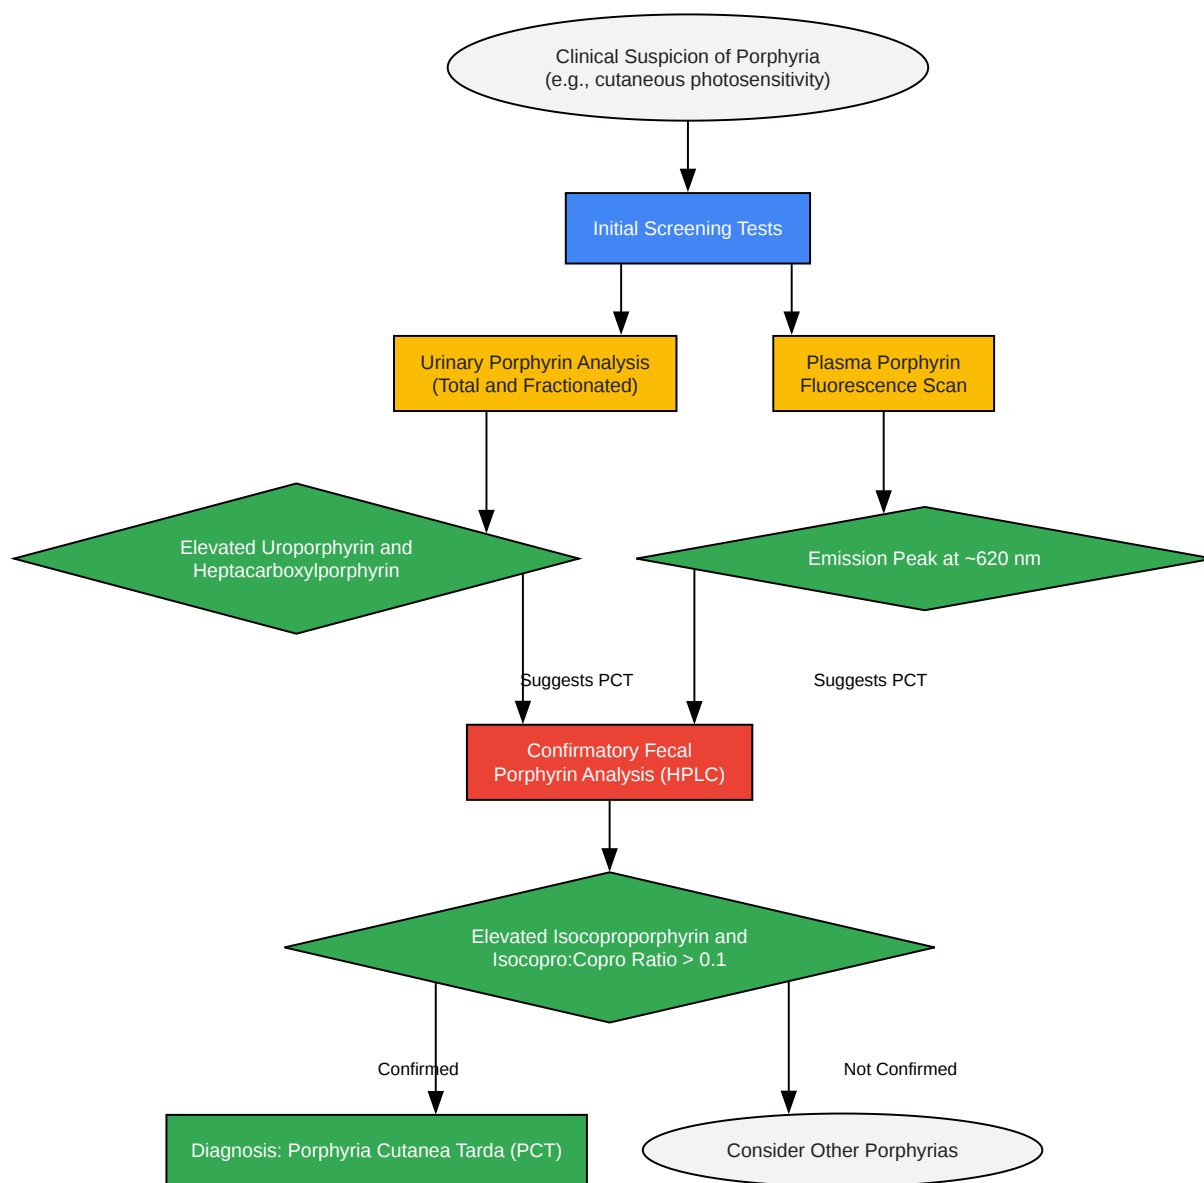 Clinical Suspicion of Porphyria
(e.g., cutaneous photosensitivity)
Initial Screening Tests
Urinary Porphyrin Analysis
(Total and Fractionated)
Plasma Porphyrin
Fluorescence Scan
Elevated Uroporphyrin and
Heptacarboxylporphyrin
Emission Peak at ~620 nm
Suggests PCT
Suggests PCT
Confirmatory Fecal
Porphyrin Analysis (HPLC)
Elevated Isocoproporphyrin and
Isocopro:Copro Ratio > 0.1
Confirmed
Not Confirmed
Diagnosis: Porphyria Cutanea Tarda (PCT)
Consider Other Porphyrias